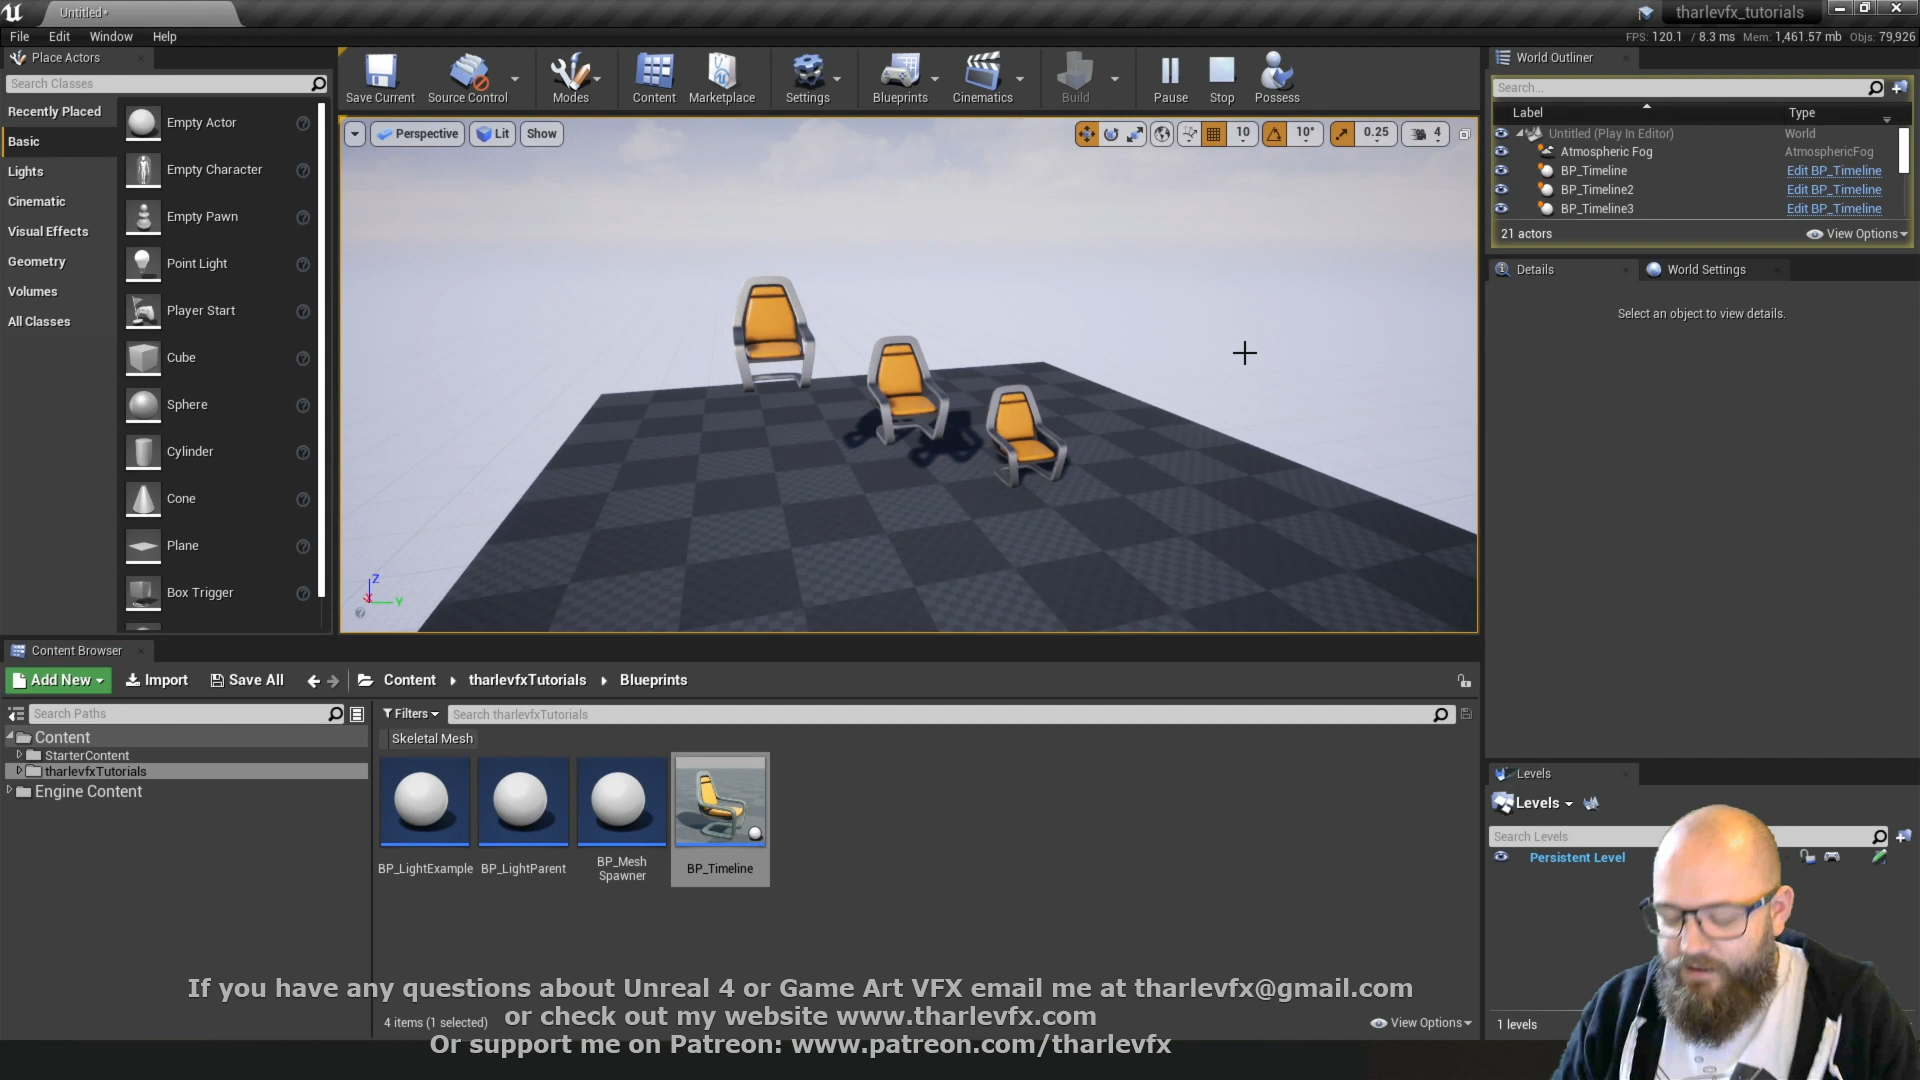 Untitled*
tharlevfx_tutorials
File Edit Window Help
FPS: 120.1 / 8.3 ms Mem: 1,461.57 mb Objs: 79,926
Place Actors
Search Classes
Recently Placed
Basic
Lights
Cinematic
Visual Effects
Geometry
Volumes
All Classes
Empty Actor
Empty Character
Empty Pawn
Point Light
Player Start
Cube
Sphere
Cylinder
Cone
Plane
Box Trigger
Save Current
Source Control
Modes
Content
Marketplace
Settings
Blueprints
Cinematics
Build
Pause
Stop
Possess
Perspective
Lit
Show
10
10°
0.25
4
Z
X
Y
World Outliner
Search...
Label Type
Untitled (Play In Editor) World
Atmospheric Fog AtmosphericFog
BP_Timeline Edit BP_Timeline
BP_Timeline2 Edit BP_Timeline
BP_Timeline3 Edit BP_Timeline
21 actors
View Options
Details
World Settings
Select an object to view details.
Content Browser
Add New
Import
Save All
Content
tharlevfxTutorials
Blueprints
Search Paths
Content
StarterContent
tharlevfxTutorials
Engine Content
Filters
Search tharlevfxTutorials
Skeletal Mesh
BP_LightExample
BP_LightParent
BP_Mesh
Spawner
BP_Timeline
4 items (1 selected)
View Options
Levels
Levels
Search Levels
Persistent Level
1 levels
If you have any questions about Unreal 4 or Game Art VFX email me at tharlevfx@gmail.com
or check out my website www.tharlevfx.com
Or support me on Patreon: www.patreon.com/tharlevfx